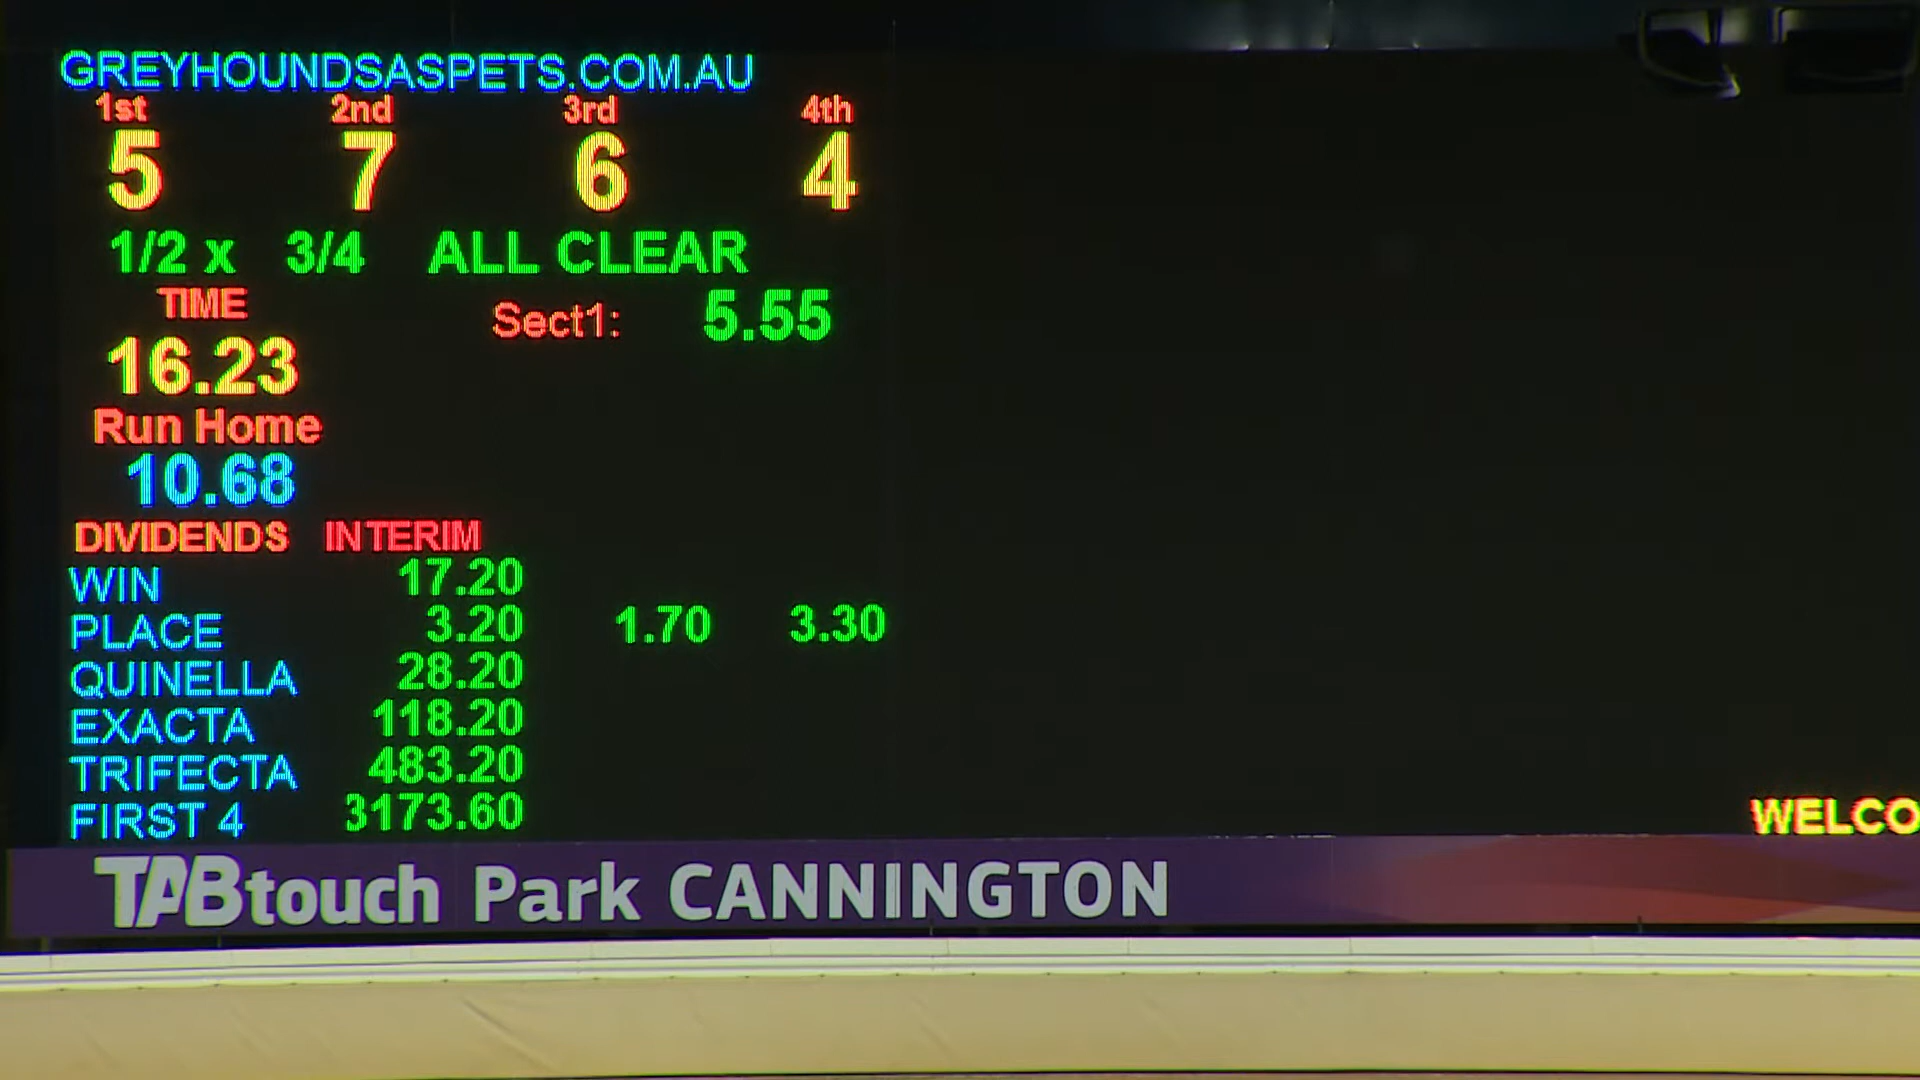 GREYHOUNDSASPETS.COM.AU
1st 2nd 3rd 4th
5 7 6 4
1/2 x 3/4 ALL CLEAR
TIME Sect1: 5.55
16.23
Run Home
10.68
DIVIDENDS INTERIM
WIN 17.20
PLACE 3.20 1.70 3.30
QUINELLA 28.20
EXACTA 118.20
TRIFECTA 483.20
FIRST 4 3173.60
WELCO
TABtouch Park CANNINGTON